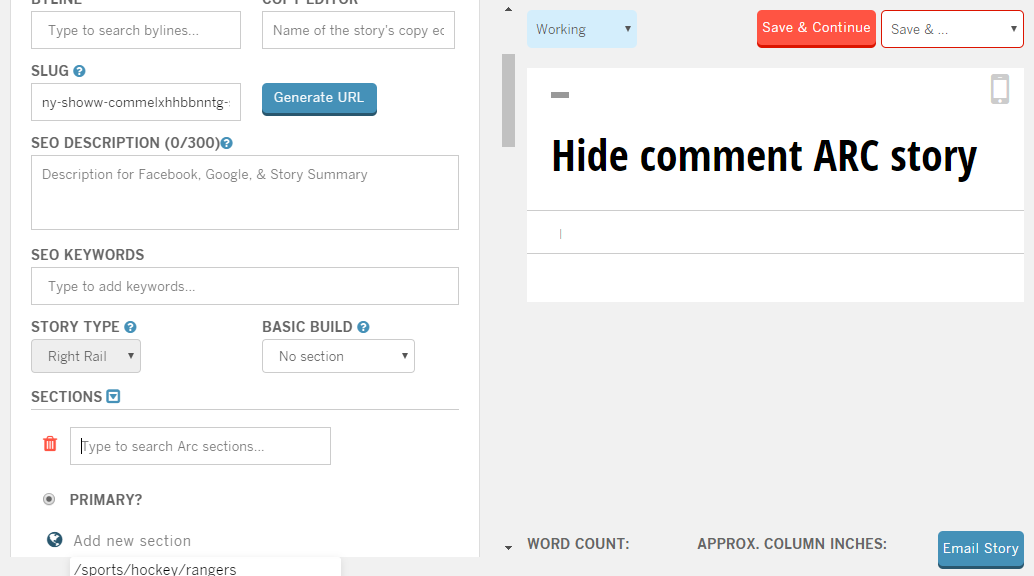 BYLINE
COPY EDITOR
Type to search bylines...
Name of the story's copy ec
SLUG
ny-showw-commelxhhbbnntg-
Generate URL
SEO DESCRIPTION (0/300)
Description for Facebook, Google, & Story Summary
SEO KEYWORDS
Type to add keywords...
STORY TYPE
BASIC BUILD
Right Rail
No section
SECTIONS
Type to search Arc sections...
PRIMARY?
Add new section
/sports/hockey/rangers
Working
Save & Continue
Save & ...
Hide comment ARC story
WORD COUNT:
APPROX. COLUMN INCHES:
Email Story